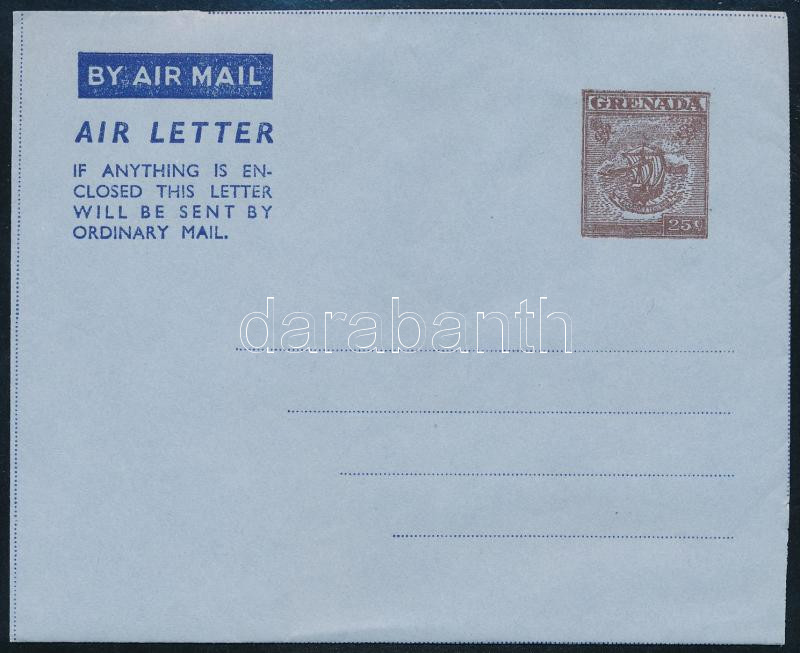 BY AIR MAIL
AIR LETTER
IF ANYTHING IS EN-
CLOSED THIS LETTER
WILL BE SENT BY
ORDINARY MAIL.
GRENADA
25¢
darabanth